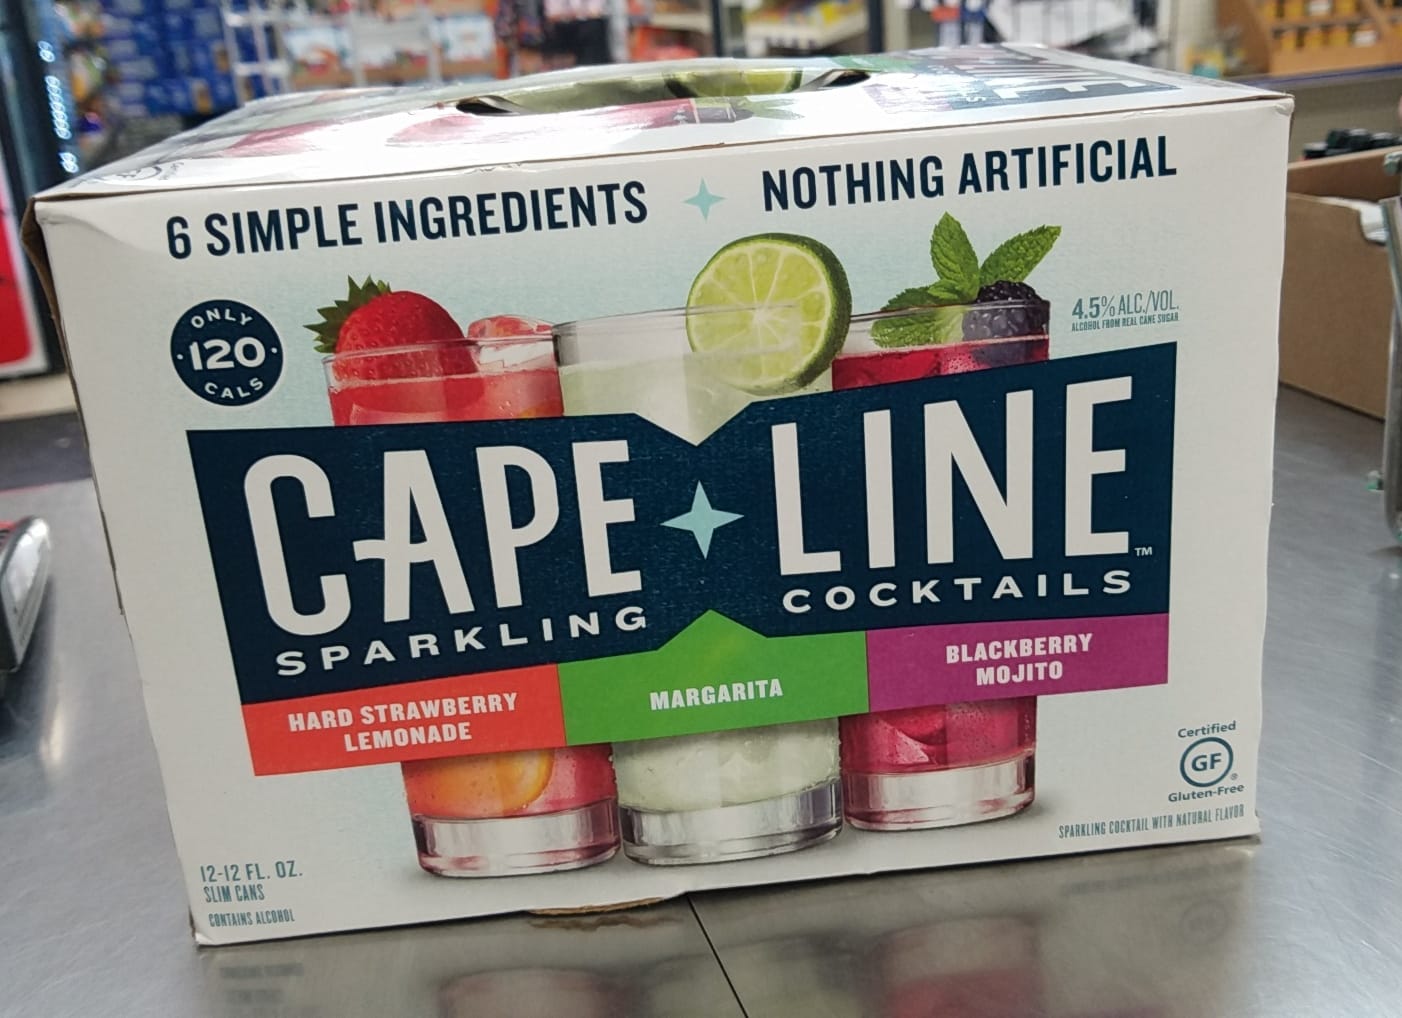 6 SIMPLE INGREDIENTS NOTHING ARTIFICIAL
ONLY
120
CALS
4.5% ALC./VOL.
ALCOHOL FROM REAL CANE SUGAR
CAPE LINE™
SPARKLING COCKTAILS
HARD STRAWBERRY
LEMONADE
MARGARITA
BLACKBERRY
MOJITO
Certified
GF®
Gluten-Free
SPARKLING COCKTAIL WITH NATURAL FLAVOR
12-12 FL. OZ.
SLIM CANS
CONTAINS ALCOHOL